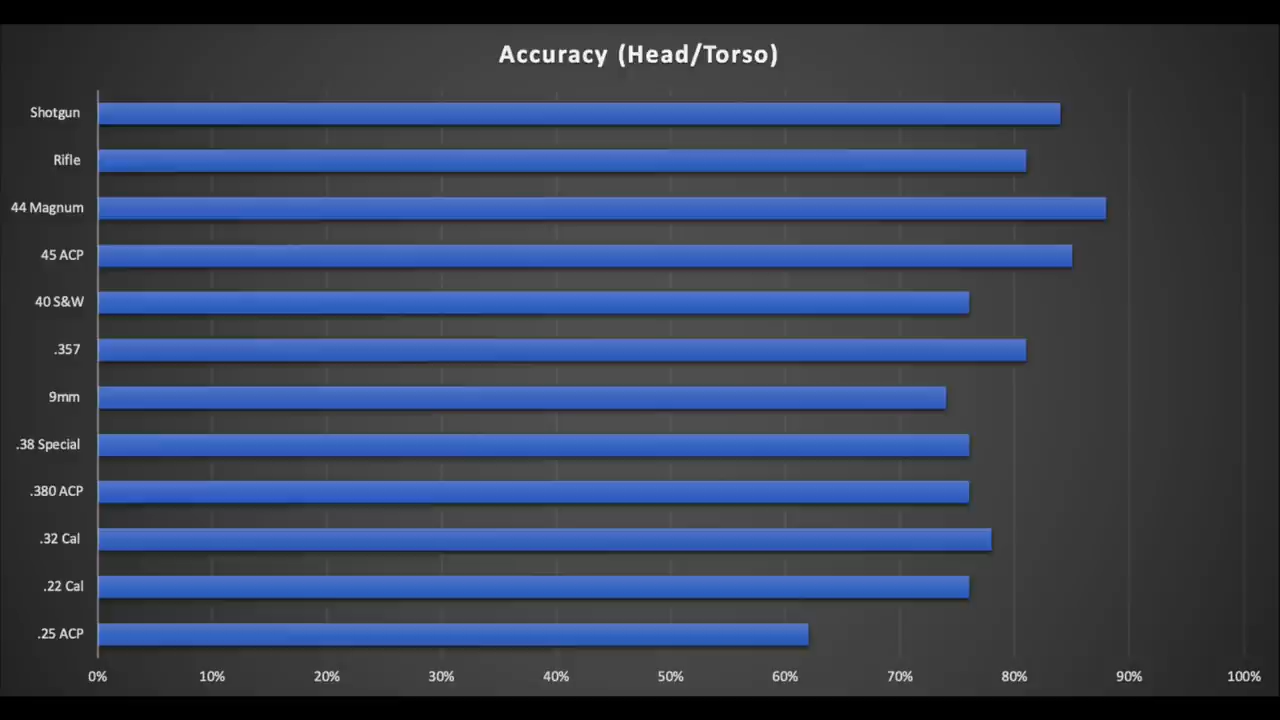 Accuracy (Head/Torso)
Shotgun
Rifle
44 Magnum
45 ACP
40 S&W
.357
9mm
.38 Special
.380 ACP
.32 Cal
.22 Cal
.25 ACP
0% 10% 20% 30% 40% 50% 60% 70% 80% 90% 100%